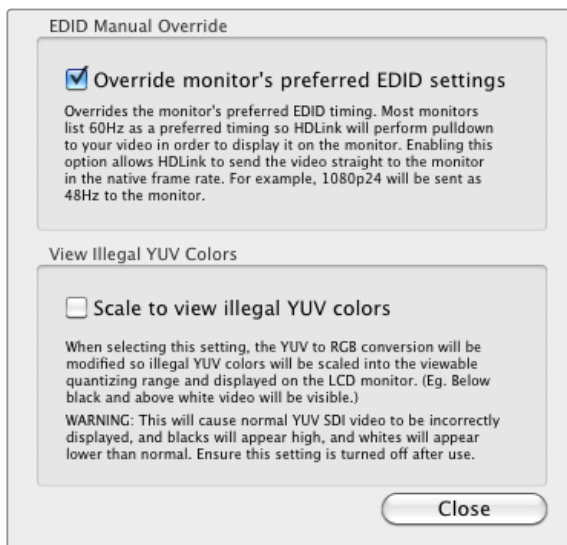 EDID Manual Override
Override monitor's preferred EDID settings
Overrides the monitor's preferred EDID timing. Most monitors
list 60Hz as a preferred timing so HDLink will perform pulldown
to your video in order to display it on the monitor. Enabling this
option allows HDLink to send the video straight to the monitor
in the native frame rate. For example, 1080p24 will be sent as
48Hz to the monitor.
View Illegal YUV Colors
Scale to view illegal YUV colors
When selecting this setting, the YUV to RGB conversion will be
modified so illegal YUV colors will be scaled into the viewable
quantizing range and displayed on the LCD monitor. (Eg. Below
black and above white video will be visible.)
WARNING: This will cause normal YUV SDI video to be incorrectly
displayed, and blacks will appear high, and whites will appear
lower than normal. Ensure this setting is turned off after use.
Close